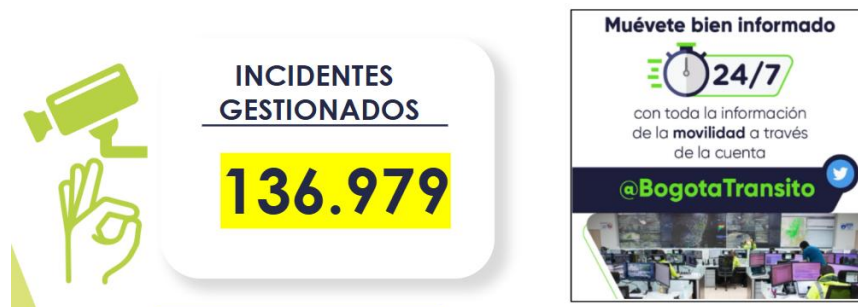 INCIDENTES
GESTIONADOS
136.979
Muévete bien informado
24/7
con toda la información
de la movilidad a través
de la cuenta
@BogotaTransito